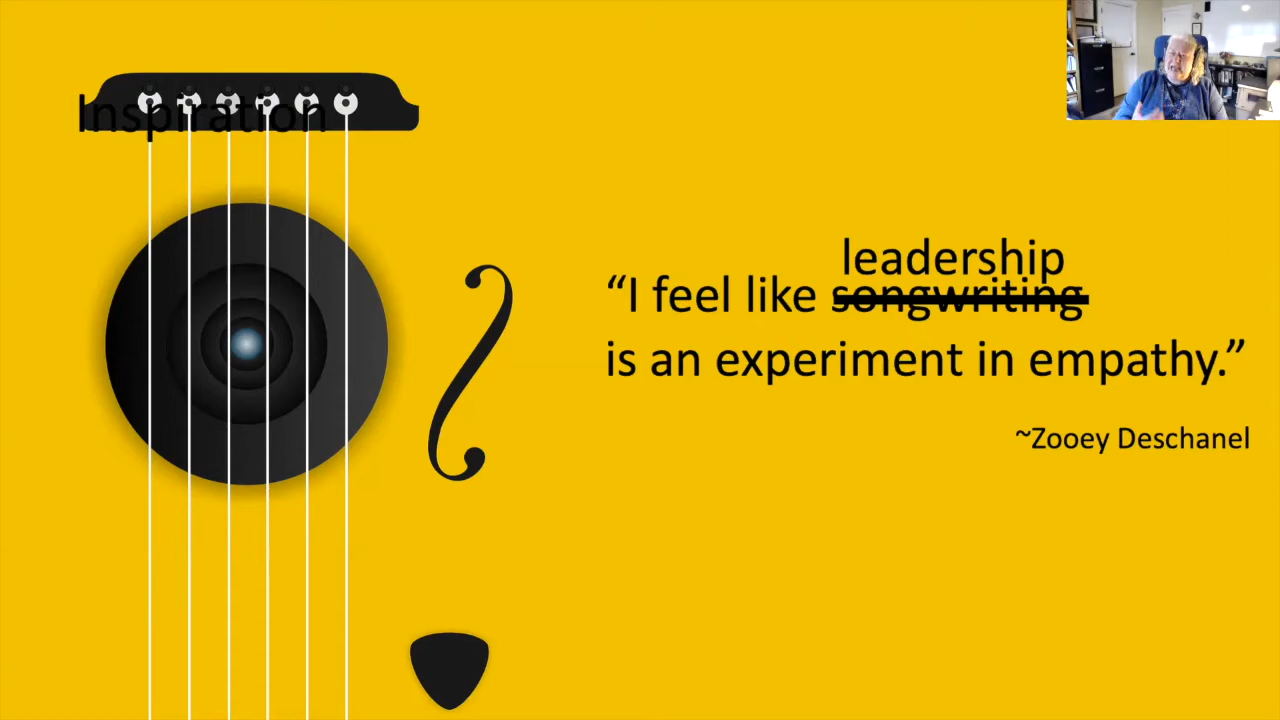 Inspiration
leadership
“I feel like songwriting
is an experiment in empathy.”
~Zooey Deschanel